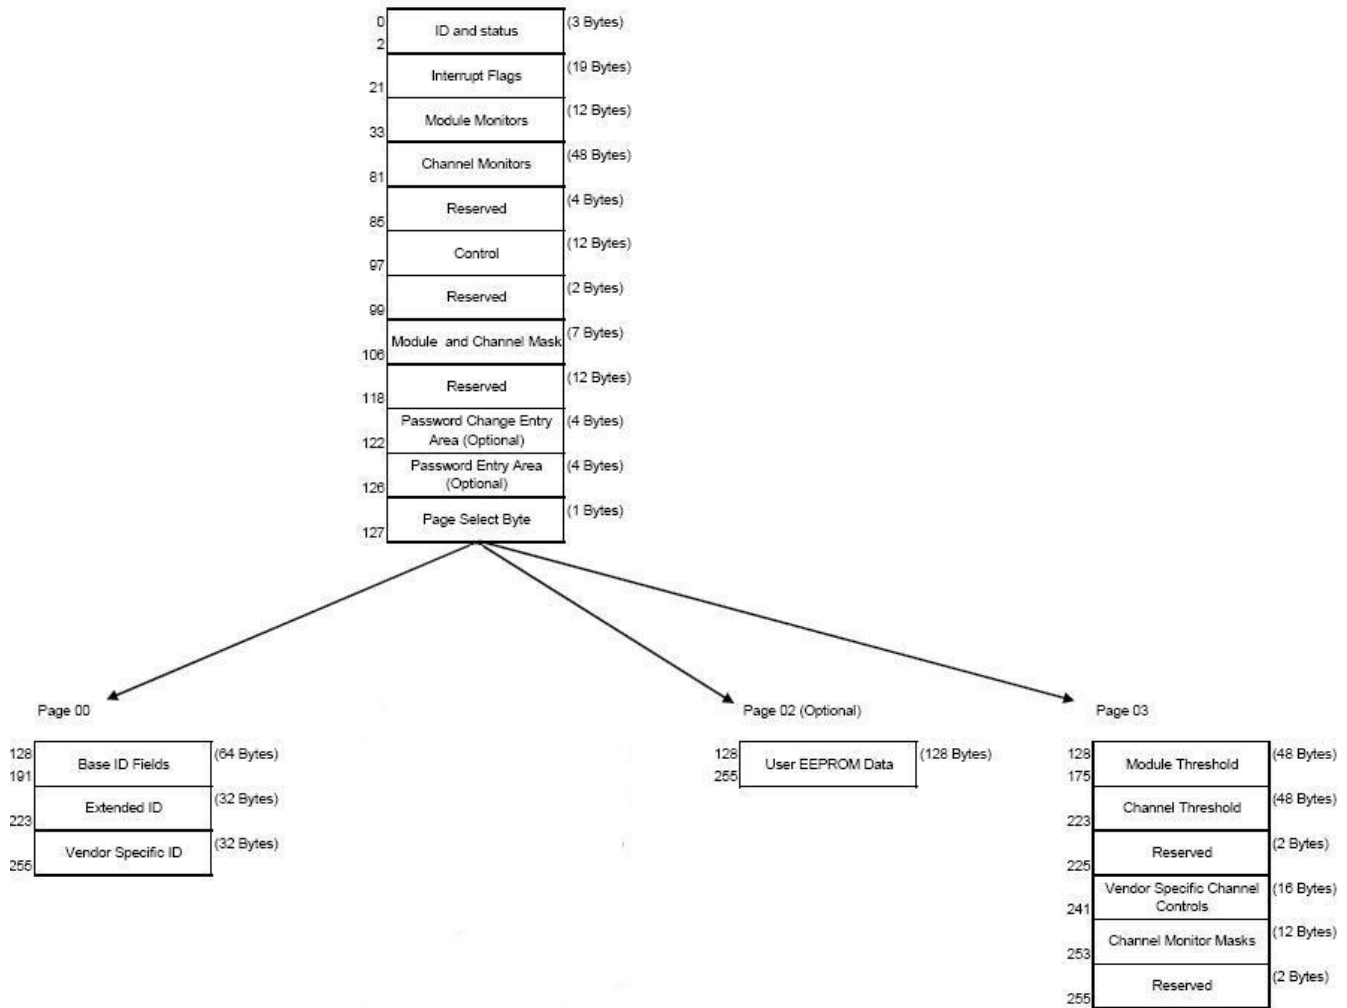 0
ID and status
(3 Bytes)
2
Interrupt Flags
(19 Bytes)
21
Module Monitors
(12 Bytes)
33
Channel Monitors
(48 Bytes)
81
Reserved
(4 Bytes)
85
Control
(12 Bytes)
97
Reserved
(2 Bytes)
99
Module and Channel Mask
(7 Bytes)
106
Reserved
(12 Bytes)
118
Password Change Entry
Area (Optional)
(4 Bytes)
122
Password Entry Area
(Optional)
(4 Bytes)
126
Page Select Byte
(1 Bytes)
127
Page 00
128
Base ID Fields
(64 Bytes)
191
Extended ID
(32 Bytes)
223
Vendor Specific ID
(32 Bytes)
255
Page 02 (Optional)
128
User EEPROM Data
(128 Bytes)
255
Page 03
128
Module Threshold
(48 Bytes)
175
Channel Threshold
(48 Bytes)
223
Reserved
(2 Bytes)
225
Vendor Specific Channel
Controls
(16 Bytes)
241
Channel Monitor Masks
(12 Bytes)
253
Reserved
(2 Bytes)
255